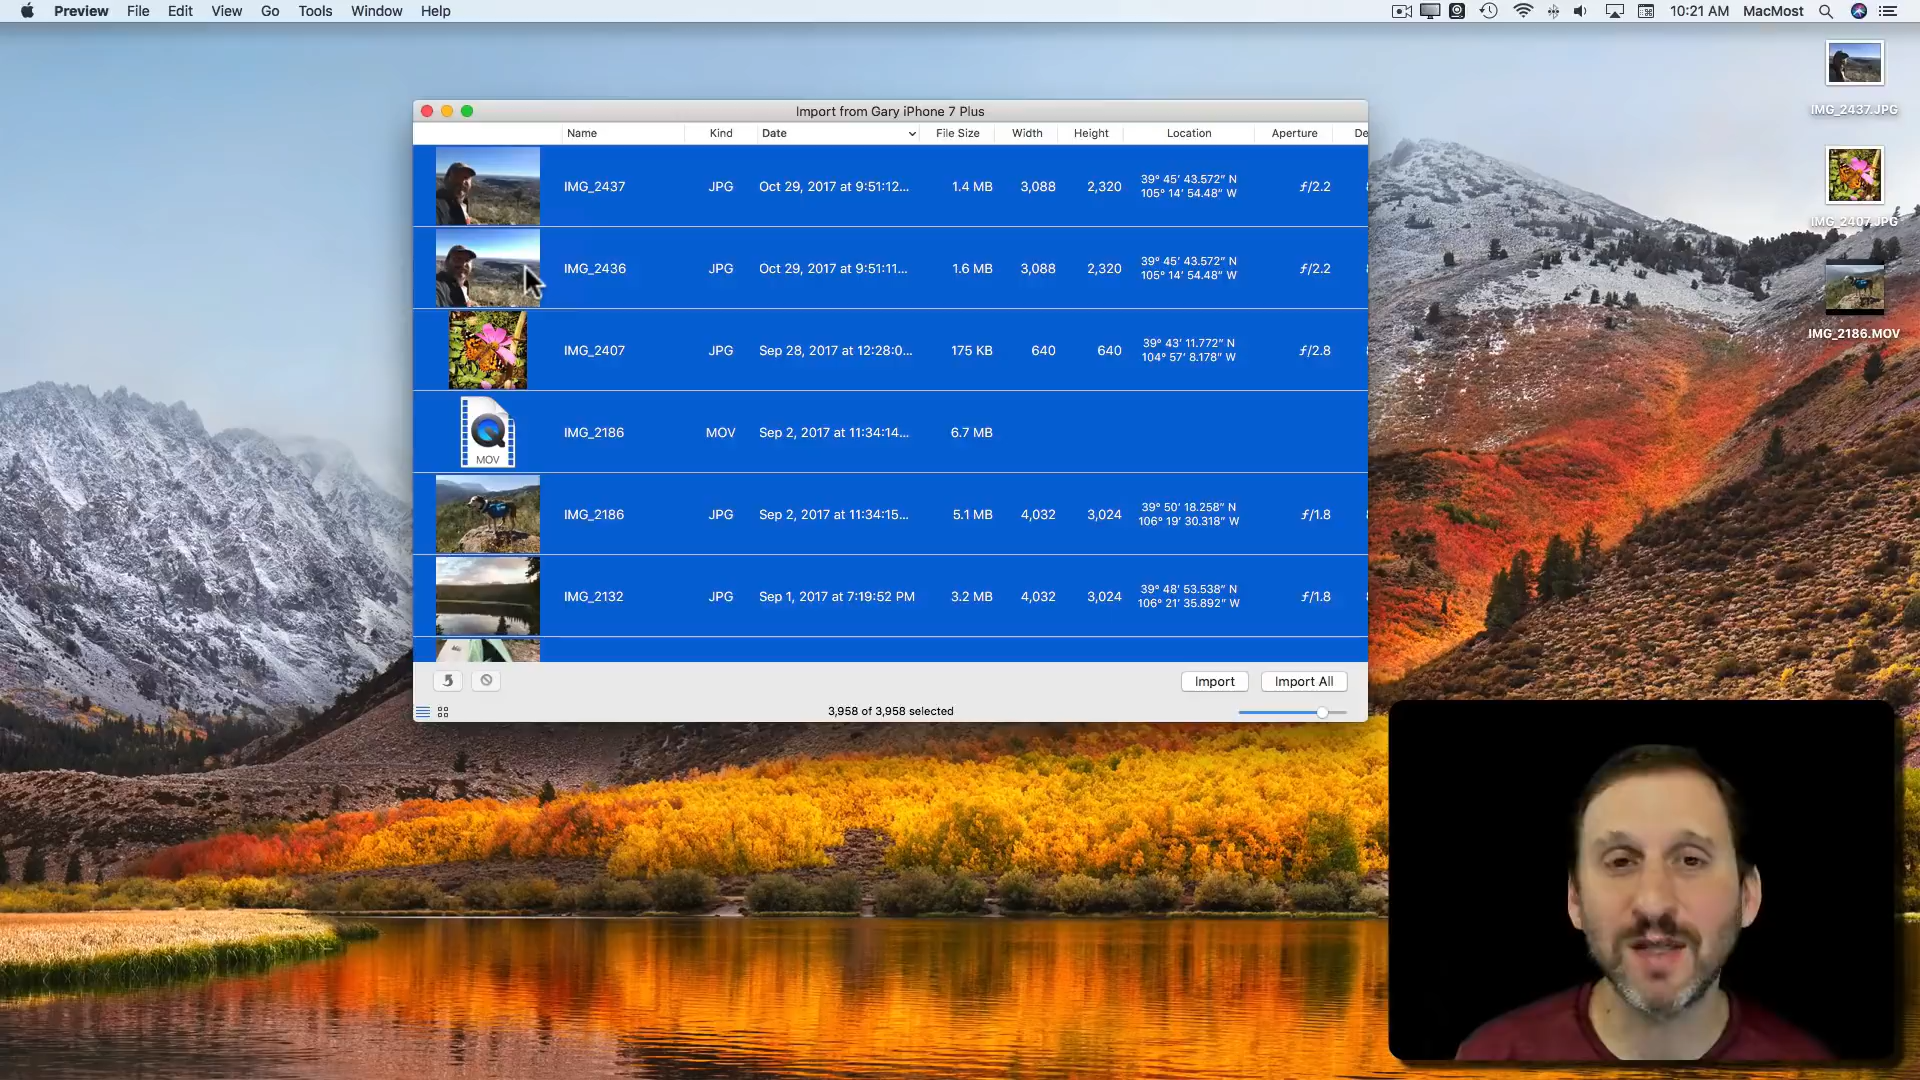 Preview File Edit View Go Tools Window Help 10:21 AM MacMost
IMG_2437.JPG
IMG_2407.JPG
IMG_2186.MOV
Import from Gary iPhone 7 Plus
Name Kind Date File Size Width Height Location Aperture De
IMG_2437 JPG Oct 29, 2017 at 9:51:12... 1.4 MB 3,088 2,320 39° 45' 43.572" N 105° 14' 54.48" W ƒ/2.2
IMG_2436 JPG Oct 29, 2017 at 9:51:11... 1.6 MB 3,088 2,320 39° 45' 43.572" N 105° 14' 54.48" W ƒ/2.2
IMG_2407 JPG Sep 28, 2017 at 12:28:0... 175 KB 640 640 39° 43' 11.772" N 104° 57' 8.178" W ƒ/2.8
MOV
IMG_2186 MOV Sep 2, 2017 at 11:34:14... 6.7 MB
IMG_2186 JPG Sep 2, 2017 at 11:34:15... 5.1 MB 4,032 3,024 39° 50' 18.258" N 106° 19' 30.318" W ƒ/1.8
IMG_2132 JPG Sep 1, 2017 at 7:19:52 PM 3.2 MB 4,032 3,024 39° 48' 53.538" N 106° 21' 35.892" W ƒ/1.8
Import Import All
3,958 of 3,958 selected